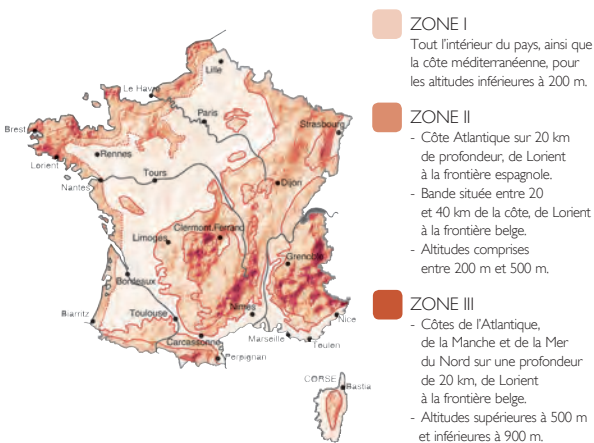 Lille
Le Havre
Paris
Strasbourg
Brest
Rennes
Lorient
Tours
Nantes
Dijon
Clermont-Ferrand
Limoges
Grenoble
Bordeaux
Biarritz
Toulouse
Nimes
Nice
Carcassonne
Marseille
Toulon
Perpignan
CORSE
Bastia
ZONE I
Tout l'intérieur du pays, ainsi que
la côte méditerranéenne, pour
les altitudes inférieures à 200 m.
ZONE II
- Côte Atlantique sur 20 km
de profondeur, de Lorient
à la frontière espagnole.
- Bande située entre 20
et 40 km de la côte, de Lorient
à la frontière belge.
- Altitudes comprises
entre 200 m et 500 m.
ZONE III
- Côtes de l'Atlantique,
de la Manche et de la Mer
du Nord sur une profondeur
de 20 km, de Lorient
à la frontière belge.
- Altitudes supérieures à 500 m
et inférieures à 900 m.